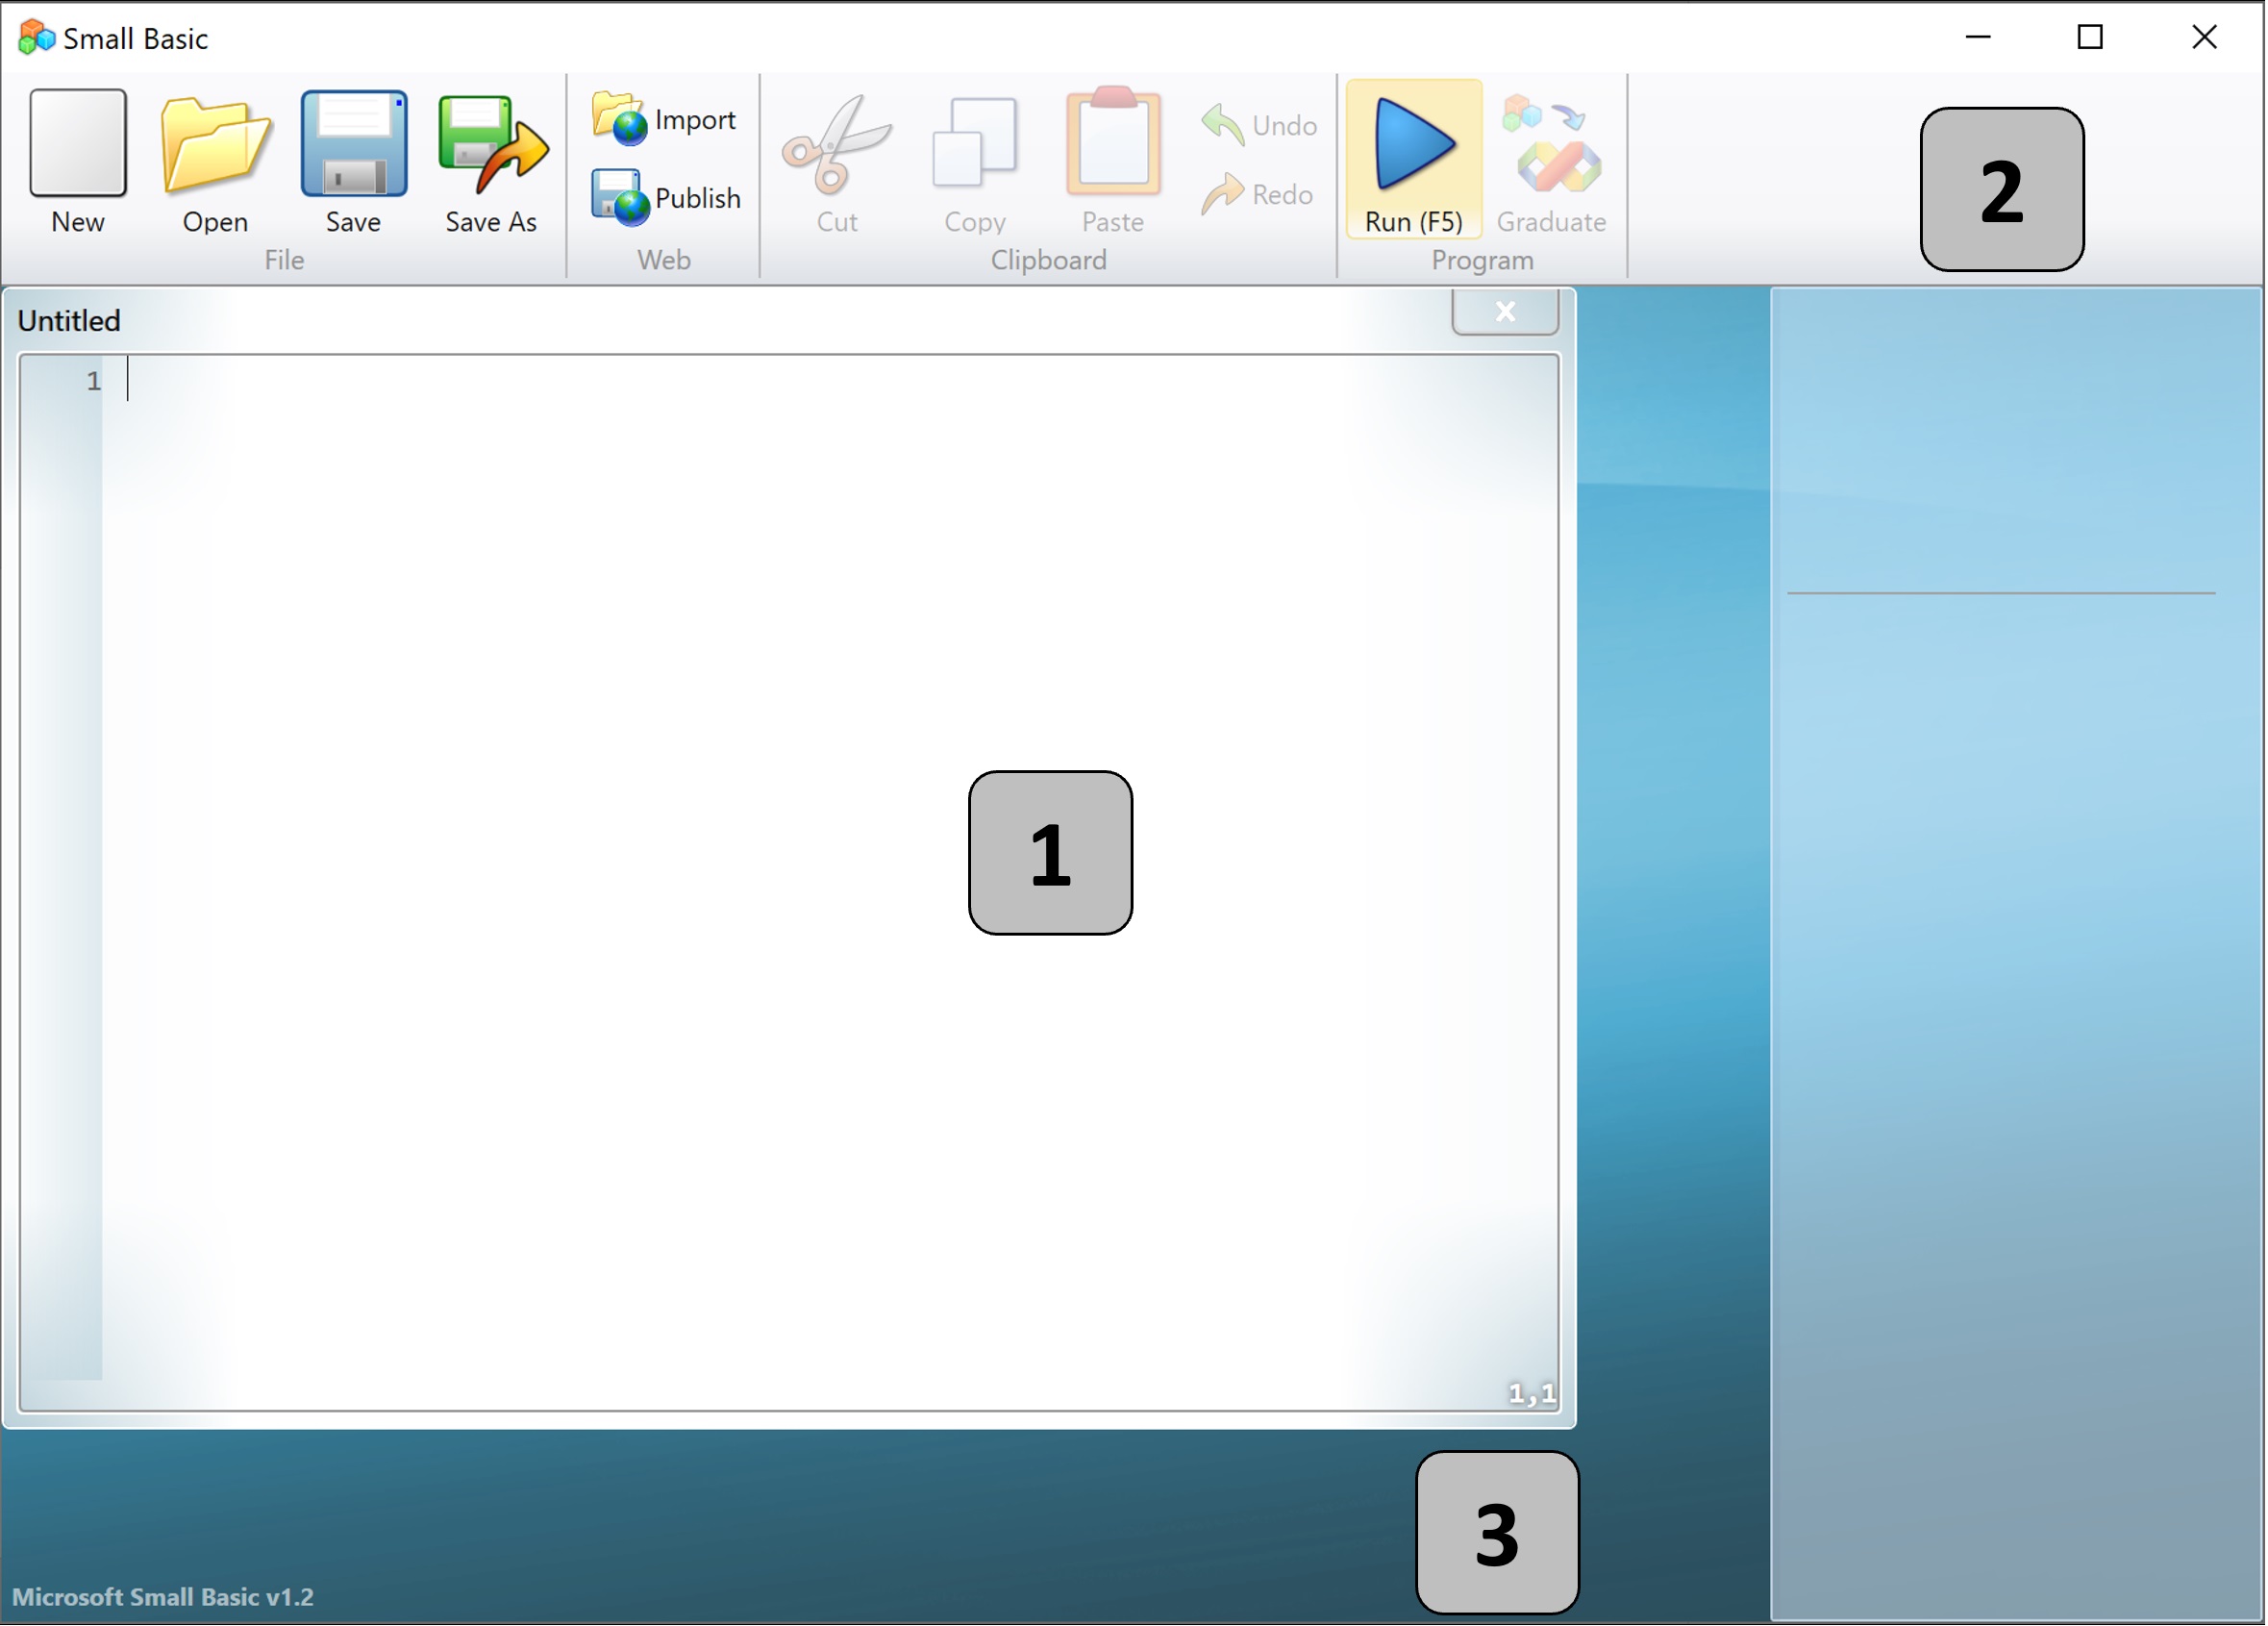 Small Basic
New Open Save Save As Import Publish Cut Copy Paste Undo Redo Run (F5) Graduate
File Web Clipboard Program
2
Untitled
1
1
1,1
3
Microsoft Small Basic v1.2